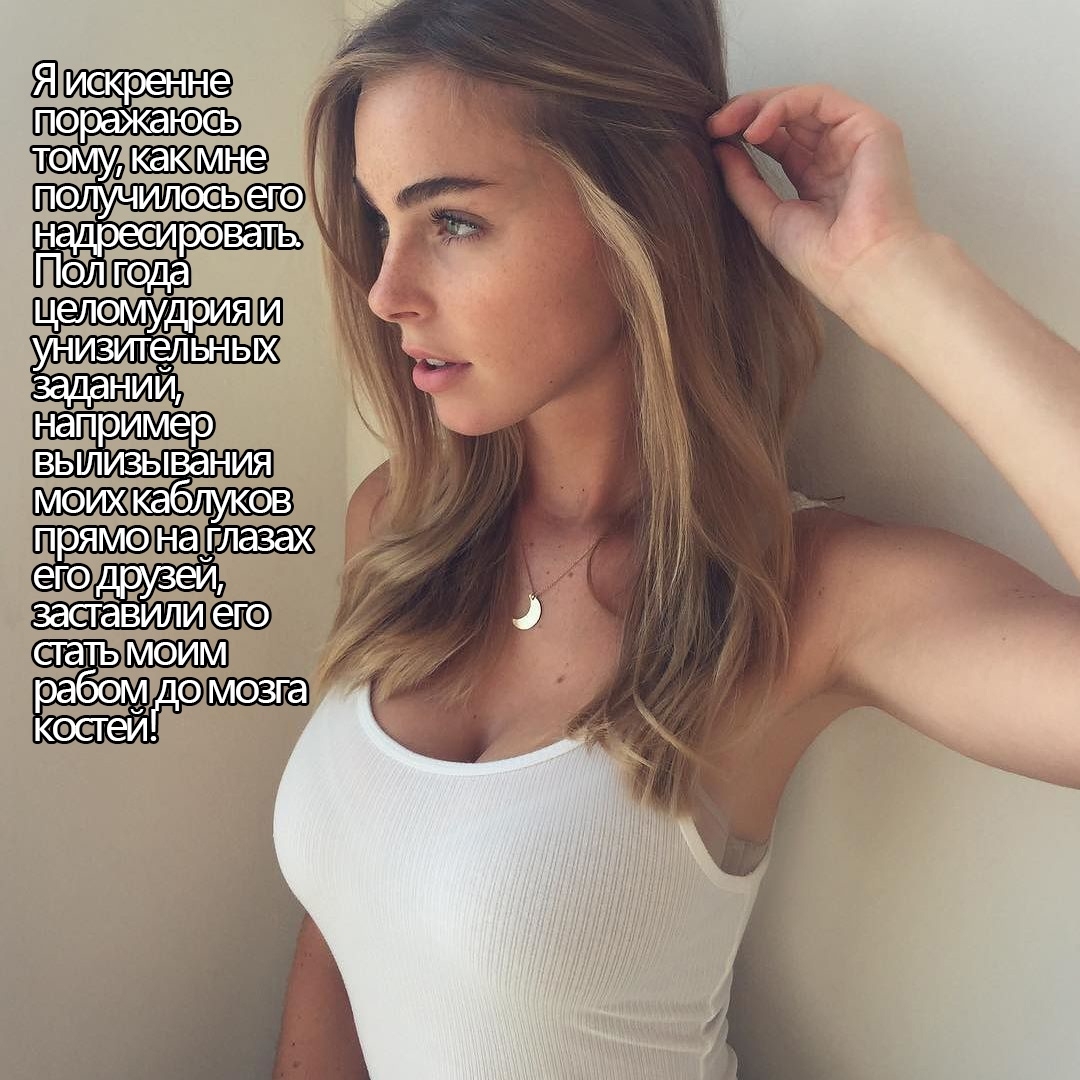 Я искренне
поражаюсь
тому, как мне
получилось его
надресировать.
Пол года
целомудрия и
унизительных
заданий,
например
вылизывания
моих каблуков
прямо на глазах
его друзей,
заставили его
стать моим
рабом до мозга
костей!